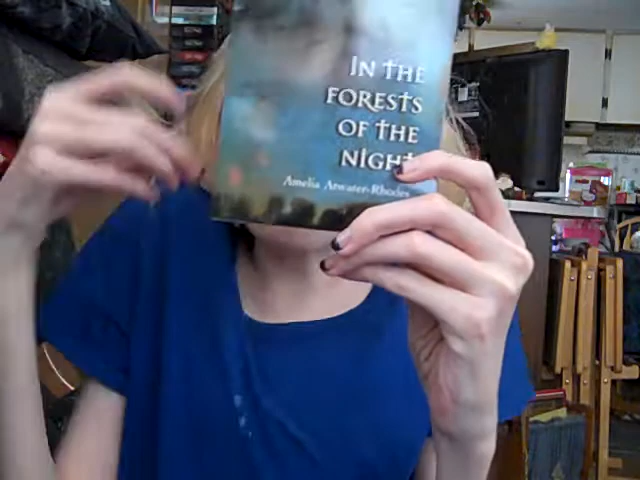 IN THE
FORESTS
OF THE
NIGHT
Amelia Atwater-Rhodes